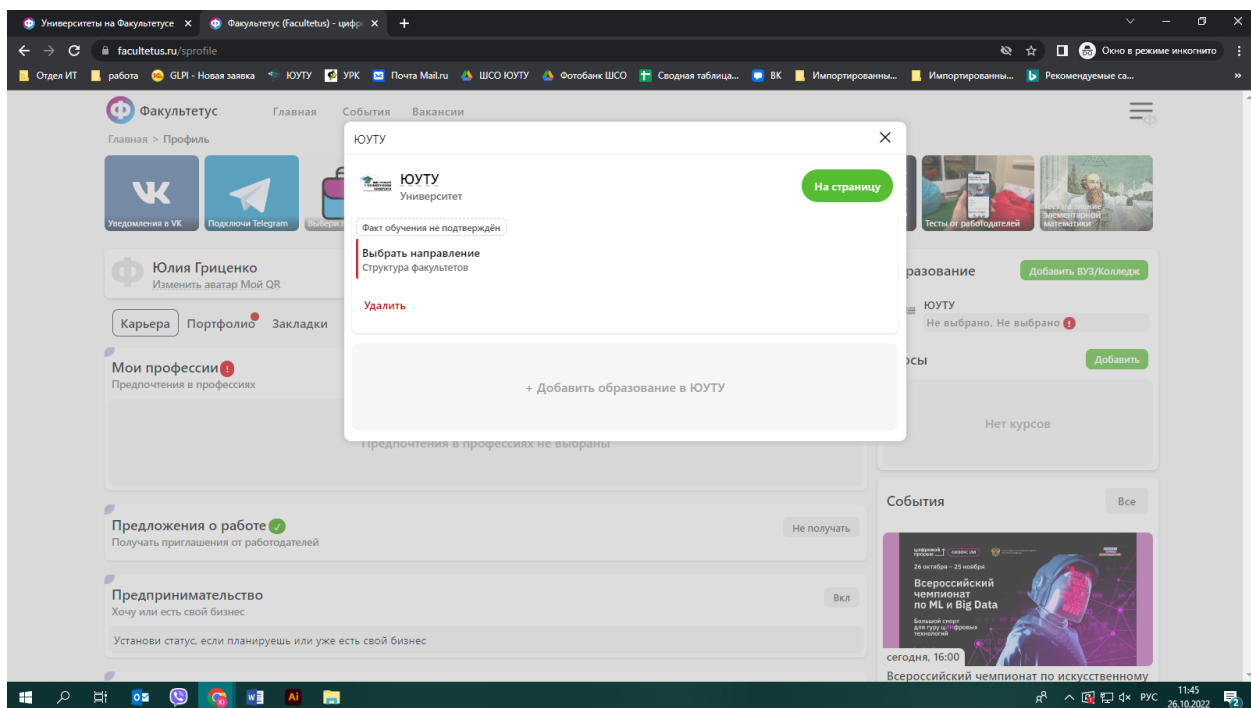 Университеты на Факультетусе
Факультетус (Facultetus) - цифро
facultetus.ru/sprofile
Окно в режиме инкогнито
Отдел ИТ
работа
GLPI - Новая заявка
ЮУТУ
УРК
Почта Mail.ru
ШСО ЮУТУ
Фотобанк ШСО
Сводная таблица...
ВК
Импортированны...
Импортированны...
Рекомендуемые са...
Факультетус
Главная
События
Вакансии
Главная > Профиль
ЮУТУ
ЮУТУ
Университет
На страницу
Факт обучения не подтверждён
Выбрать направление
Структура факультетов
Удалить
+ Добавить образование в ЮУТУ
Уведомления в VK
Подключи Telegram
Выбери
Тесты от работодателей
элементарной
математики
Юлия Гриценко
Изменить аватар Мой QR
разование
Добавить ВУЗ/Колледж
ЮУТУ
Не выбрано, Не выбрано
Карьера
Портфолио
Закладки
Мои профессии
Предпочтения в профессиях
Предпочтения в профессиях не выбраны
Добавить
Нет курсов
Предложения о работе
Получать приглашения от работодателей
Не получать
Предпринимательство
Хочу или есть свой бизнес
Вкл
Установи статус, если планируешь или уже есть свой бизнес
События
Все
26 октября – 25 ноября
Всероссийский
чемпионат
по ML и Big Data
сегодня, 16:00
Всероссийский чемпионат по искусственному
РУС
11:45
26.10.2022